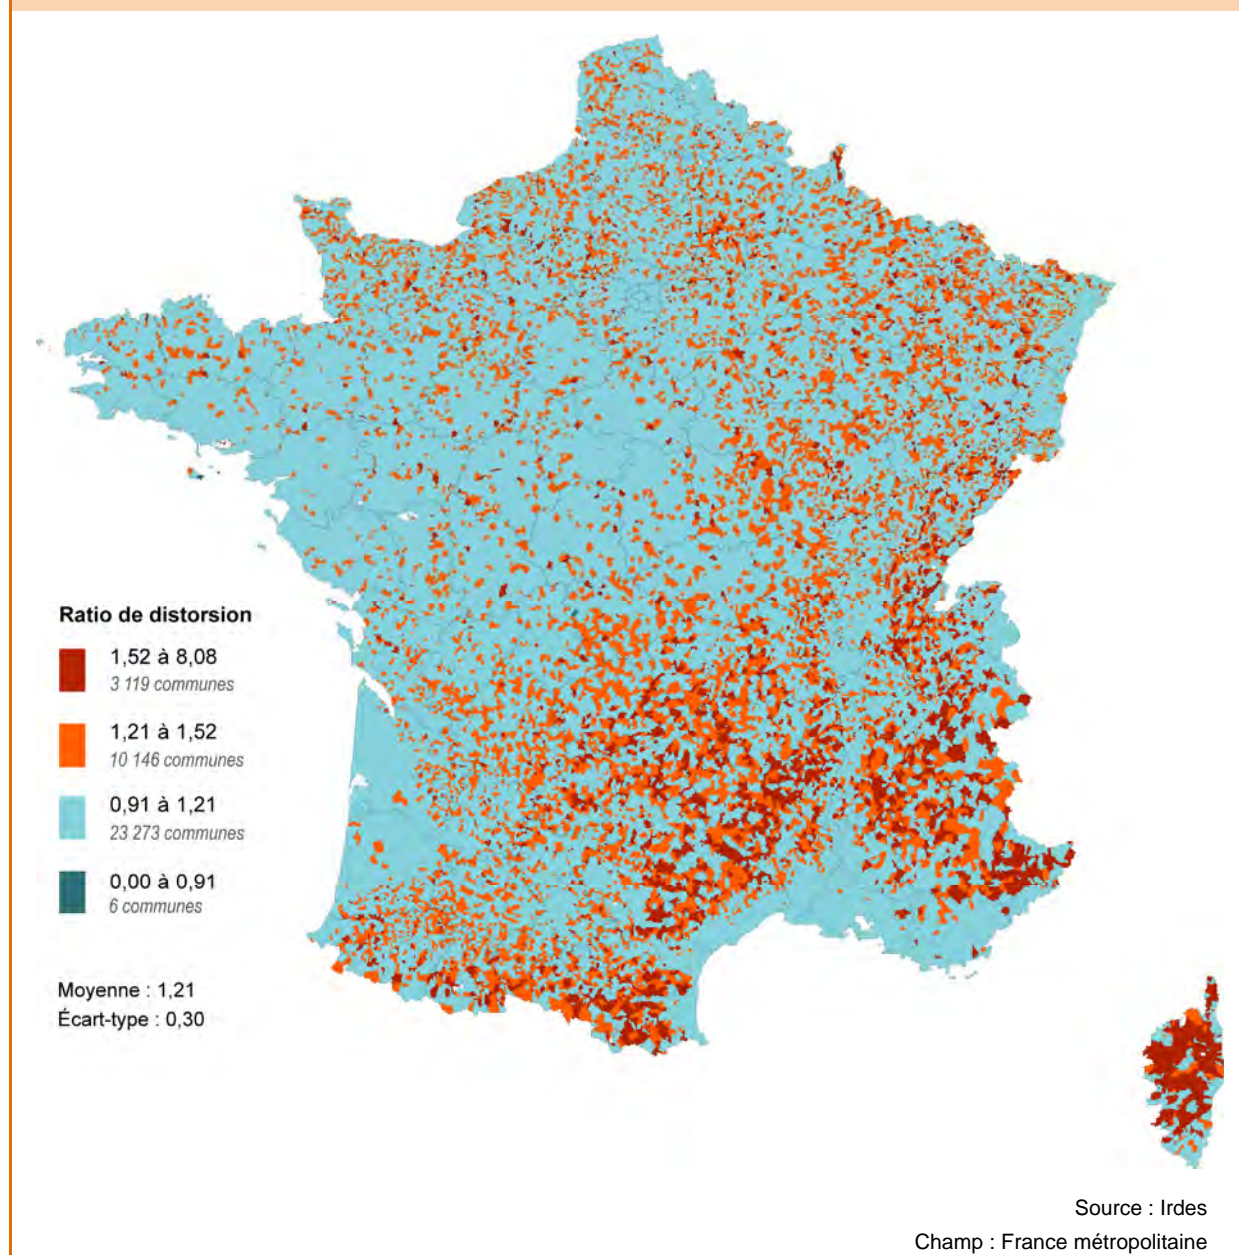 Ratio de distorsion
1,52 à 8,08
3 119 communes
1,21 à 1,52
10 146 communes
0,91 à 1,21
23 273 communes
0,00 à 0,91
6 communes
Moyenne : 1,21
Écart-type : 0,30
Source : Irdes
Champ : France métropolitaine